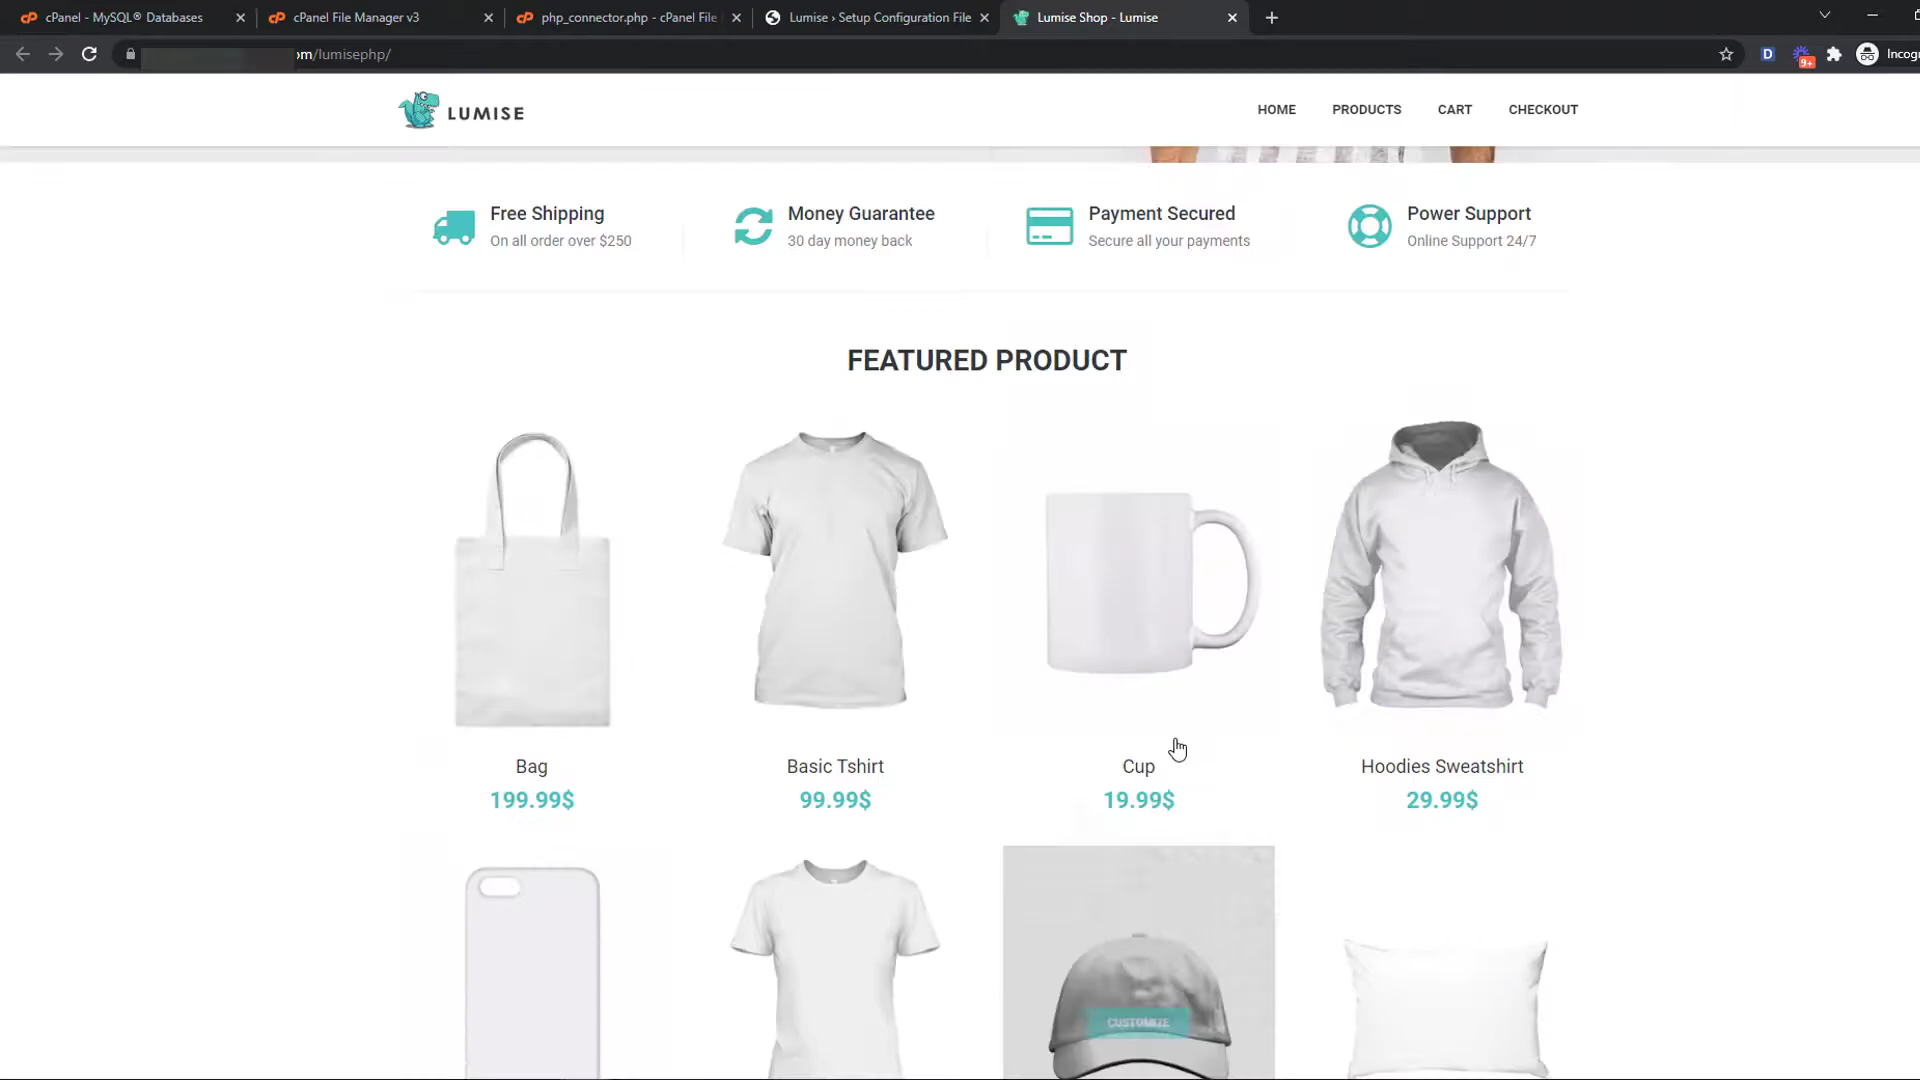 cPanel - MySQL® Databases
cPanel File Manager v3
php_connector.php - cPanel File
Lumise › Setup Configuration File
Lumise Shop - Lumise
/lumisephp/
D
9+
LUMISE
HOME
PRODUCTS
CART
CHECKOUT
Free Shipping
On all order over $250
Money Guarantee
30 day money back
Payment Secured
Secure all your payments
Power Support
Online Support 24/7
FEATURED PRODUCT
Bag
199.99$
Basic Tshirt
99.99$
Cup
19.99$
Hoodies Sweatshirt
29.99$
CUSTOMIZE